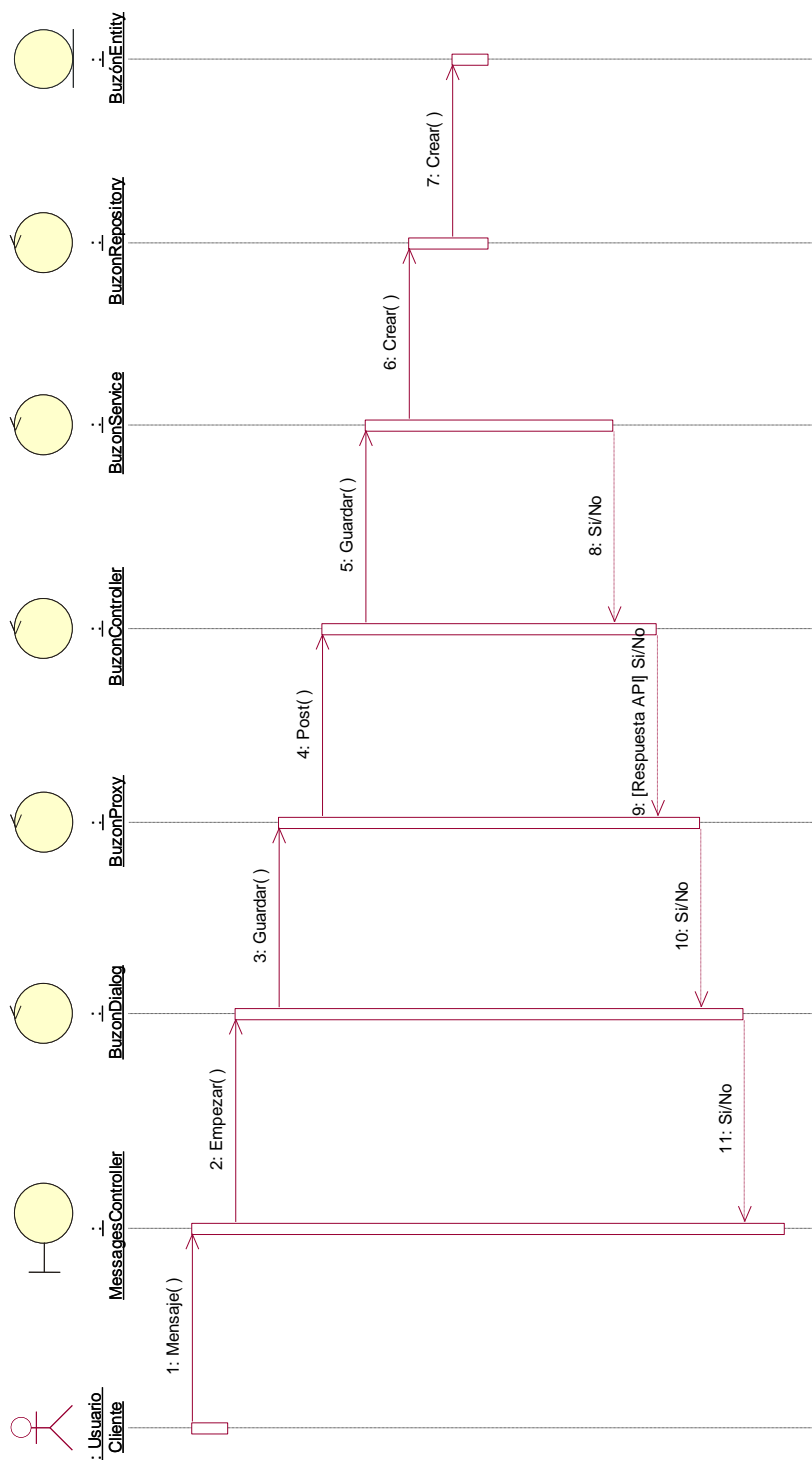 : Usuario
Cliente
:
MessagesController
:
BuzonDialog
:
BuzonProxy
:
BuzonController
:
BuzonService
:
BuzonRepository
:
BuzónEntity
1: Mensaje( )
2: Empezar( )
3: Guardar( )
4: Post( )
5: Guardar( )
6: Crear( )
7: Crear( )
8: Si/No
9: [Respuesta API] Si/No
10: Si/No
11: Si/No